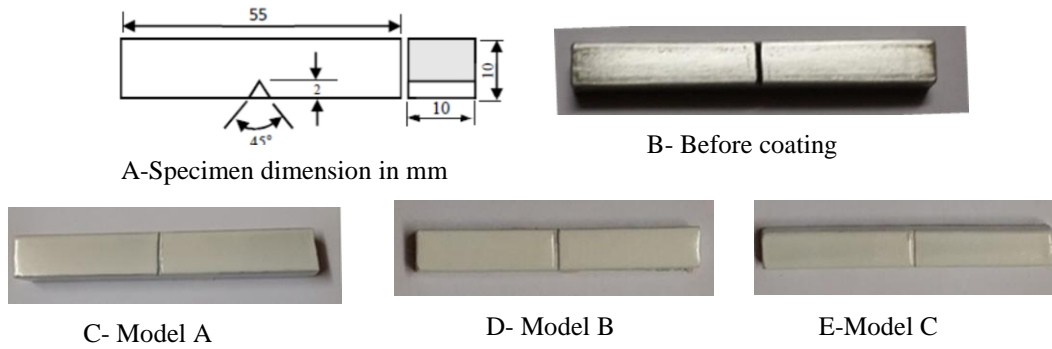 55
2
10
10
45°
A-Specimen dimension in mm
B- Before coating
C- Model A
D- Model B
E-Model C